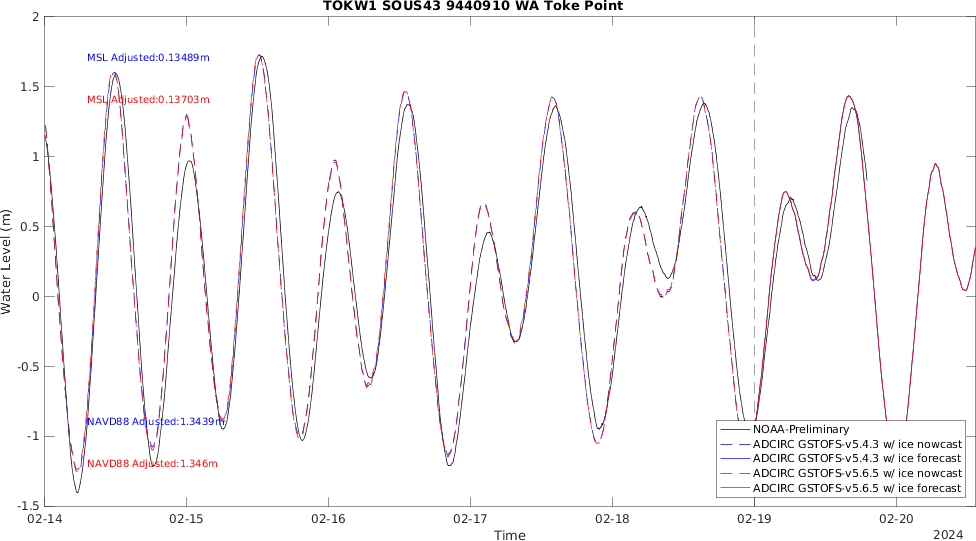 TOKW1 SOUS43 9440910 WA Toke Point
2
1.5
1
0.5
0
-0.5
-1
-1.5
Water Level (m)
MSL Adjusted:0.13489m
MSL Adjusted:0.13703m
NAVD88 Adjusted:1.3439m
NAVD88 Adjusted:1.346m
NOAA-Preliminary
ADCIRC GSTOFS-v5.4.3 w/ ice nowcast
ADCIRC GSTOFS-v5.4.3 w/ ice forecast
ADCIRC GSTOFS-v5.6.5 w/ ice nowcast
ADCIRC GSTOFS-v5.6.5 w/ ice forecast
02-14 02-15 02-16 02-17 02-18 02-19 02-20
Time
2024